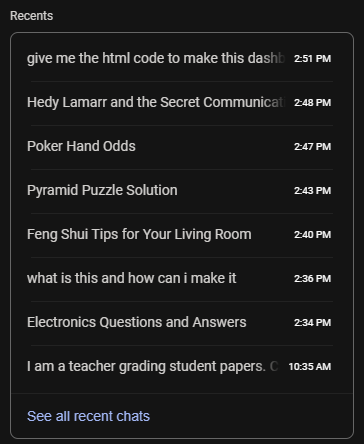 Recents
give me the html code to make this dashb
2:51 PM
Hedy Lamarr and the Secret Communicat
2:48 PM
Poker Hand Odds
2:47 PM
Pyramid Puzzle Solution
2:43 PM
Feng Shui Tips for Your Living Room
2:40 PM
what is this and how can i make it
2:36 PM
Electronics Questions and Answers
2:34 PM
I am a teacher grading student papers. C
10:35 AM
See all recent chats